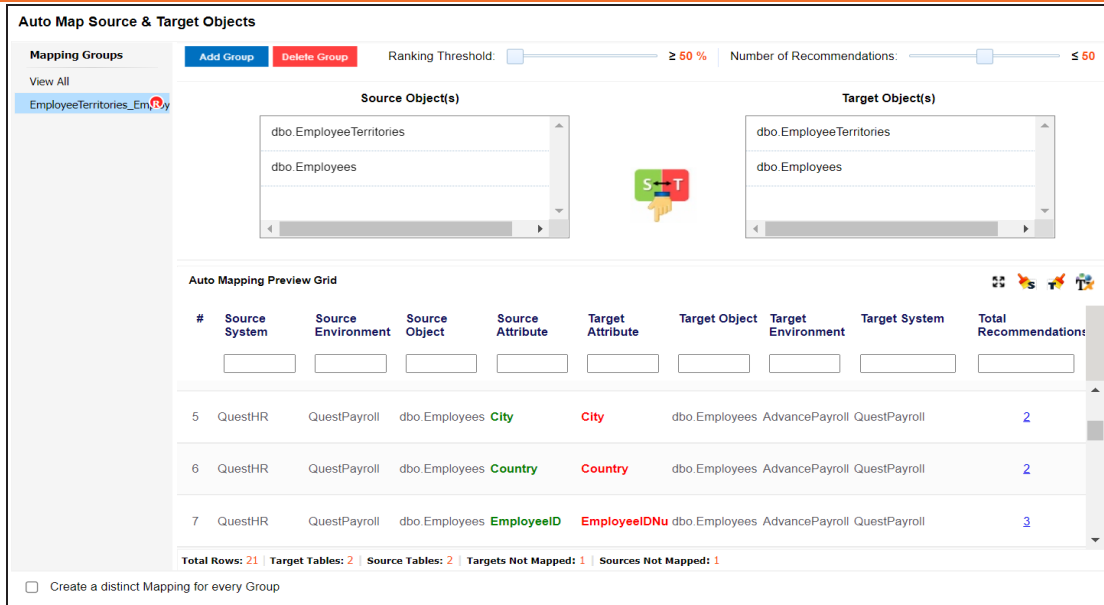 Auto Map Source & Target Objects
Mapping Groups
View All
EmployeeTerritories_Employ
R
Add Group Delete Group Ranking Threshold: ≥ 50 % Number of Recommendations: ≤ 50
Source Object(s) Target Object(s)
dbo.EmployeeTerritories dbo.EmployeeTerritories
dbo.Employees dbo.Employees
S T
Auto Mapping Preview Grid
S T T
# Source System Source Environment Source Object Source Attribute Target Attribute Target Object Target Environment Target System Total Recommendations
5 QuestHR QuestPayroll dbo.Employees City City dbo.Employees AdvancePayroll QuestPayroll 2
6 QuestHR QuestPayroll dbo.Employees Country Country dbo.Employees AdvancePayroll QuestPayroll 2
7 QuestHR QuestPayroll dbo.Employees EmployeeID EmployeeIDNu dbo.Employees AdvancePayroll QuestPayroll 3
Total Rows: 21 | Target Tables: 2 | Source Tables: 2 | Targets Not Mapped: 1 | Sources Not Mapped: 1
Create a distinct Mapping for every Group